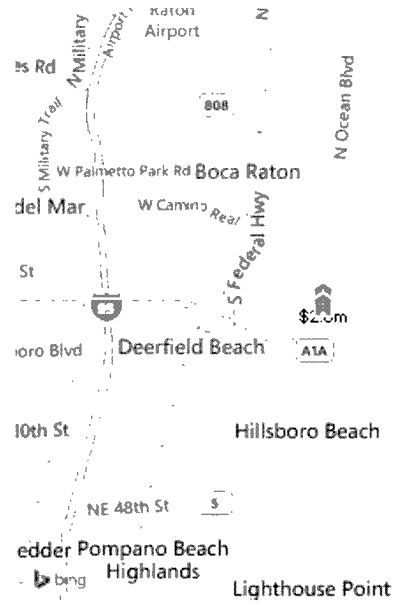 Raton
Airport
N
N Military
Airport
es Rd
808
N Ocean Blvd
S Military Trail
W Palmetto Park Rd
Boca Raton
del Mar
W Camino Real
S Federal Hwy
St
Deerfield Beach
A1A
oro Blvd
10th St
Hillsboro Beach
NE 48th St
5
edder
Pompano Beach
Highlands
bing
Lighthouse Point